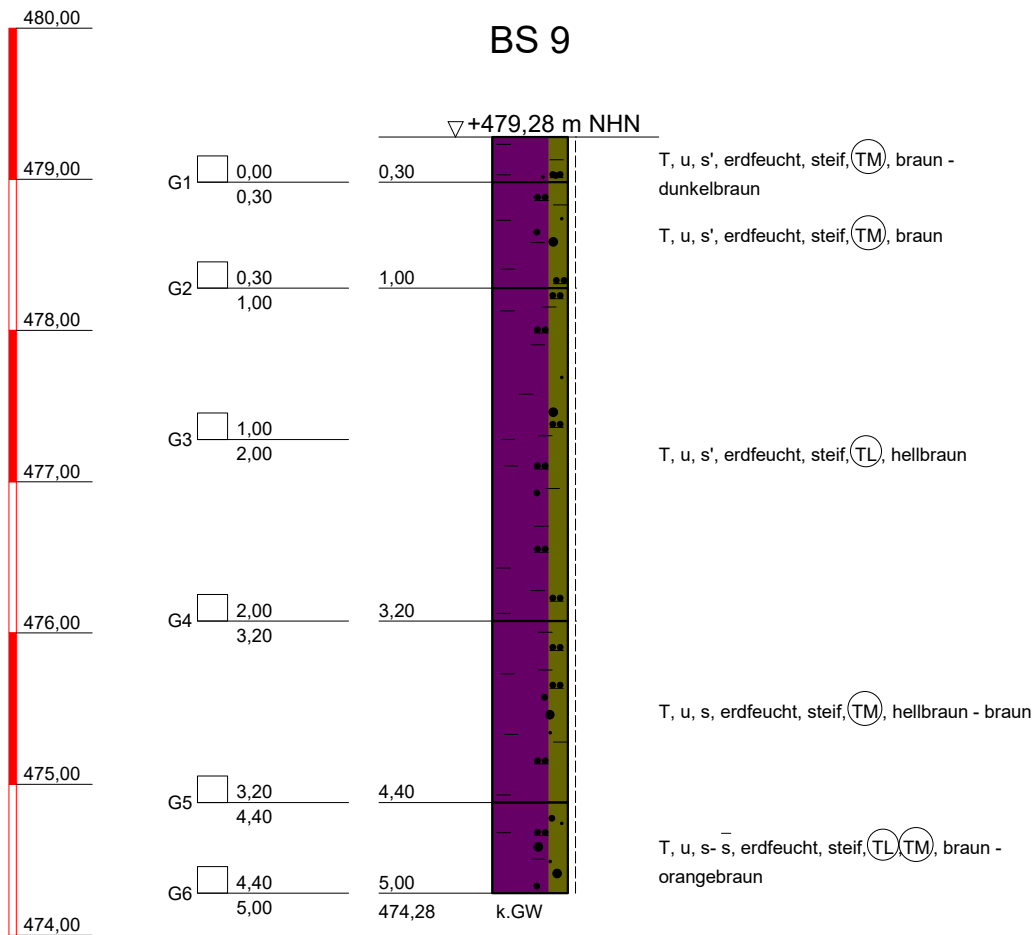 480,00
BS 9
+479,28 m NHN
T, u, s', erdfeucht, steif, TM, braun -
dunkelbraun
479,00
G1 0,00 0,30
0,30
T, u, s', erdfeucht, steif, TM, braun
G2 0,30 1,00
1,00
478,00
G3 1,00
2,00
T, u, s', erdfeucht, steif, TL, hellbraun
477,00
G4 2,00 3,20
3,20
476,00
T, u, s, erdfeucht, steif, TM, hellbraun - braun
475,00
G5 3,20 4,40
4,40
T, u, s- s̄, erdfeucht, steif, TL, TM, braun -
orangebraun
G6 4,40 5,00
5,00 474,28 k.GW
474,00